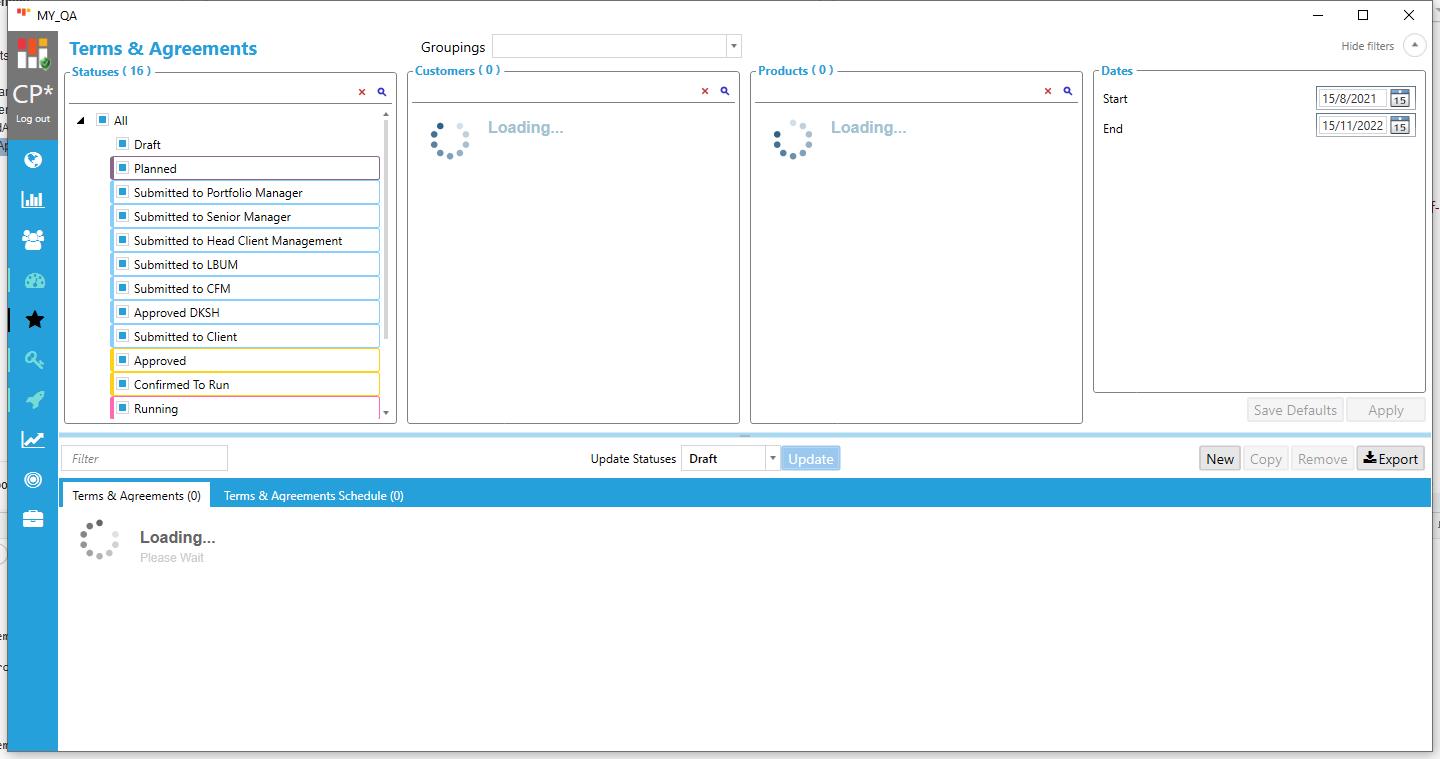 MY_QA
CP*
Log out
Terms & Agreements
Groupings
Hide filters
Statuses ( 16 )
All
Draft
Planned
Submitted to Portfolio Manager
Submitted to Senior Manager
Submitted to Head Client Management
Submitted to LBUM
Submitted to CFM
Approved DKSH
Submitted to Client
Approved
Confirmed To Run
Running
Customers ( 0 )
Loading...
Products ( 0 )
Loading...
Dates
Start 15/8/2021 15
End 15/11/2022 15
Save Defaults Apply
Filter Update Statuses Draft Update New Copy Remove Export
Terms & Agreements (0) Terms & Agreements Schedule (0)
Loading...
Please Wait